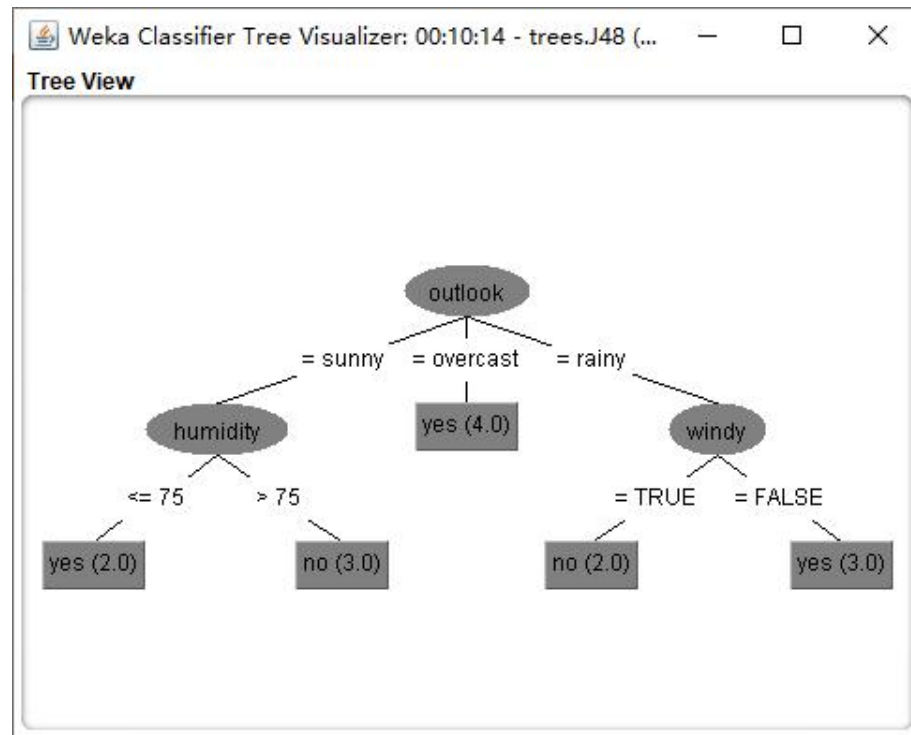 Weka Classifier Tree Visualizer: 00:10:14 - trees.J48 (...
Tree View
outlook
= sunny = overcast = rainy
humidity yes (4.0) windy
<= 75 > 75 = TRUE = FALSE
yes (2.0) no (3.0) no (2.0) yes (3.0)